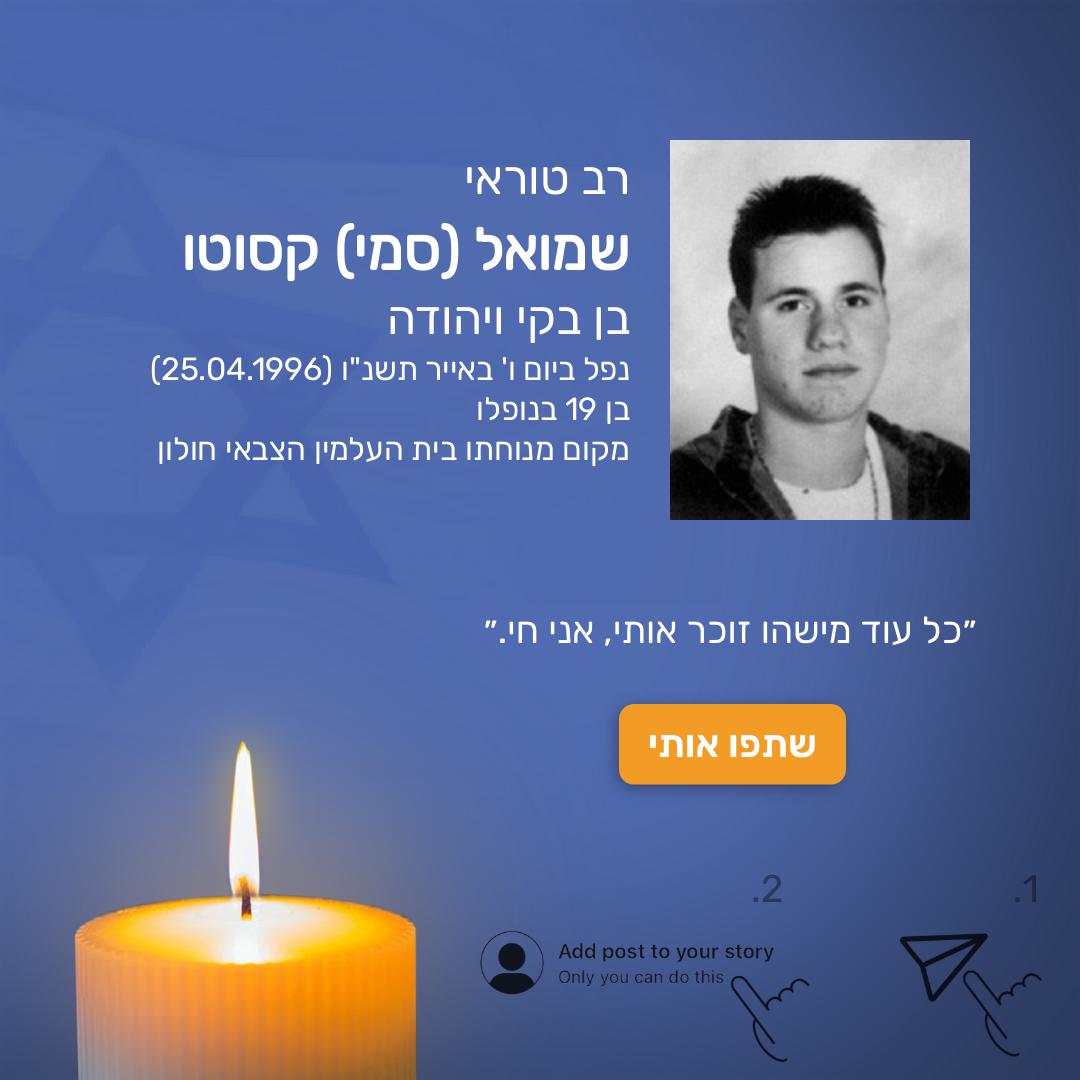 רב טוראי
שמואל (סמי) קסוטו
בן בקי ויהודה
נפל ביום ו' באייר תשנ"ו (25.04.1996)
בן 19 בנופלו
מקום מנוחתו בית העלמין הצבאי חולון
״כל עוד מישהו זוכר אותי, אני חי.״
שתפו אותי
1.
2.
Add post to your story
Only you can do this